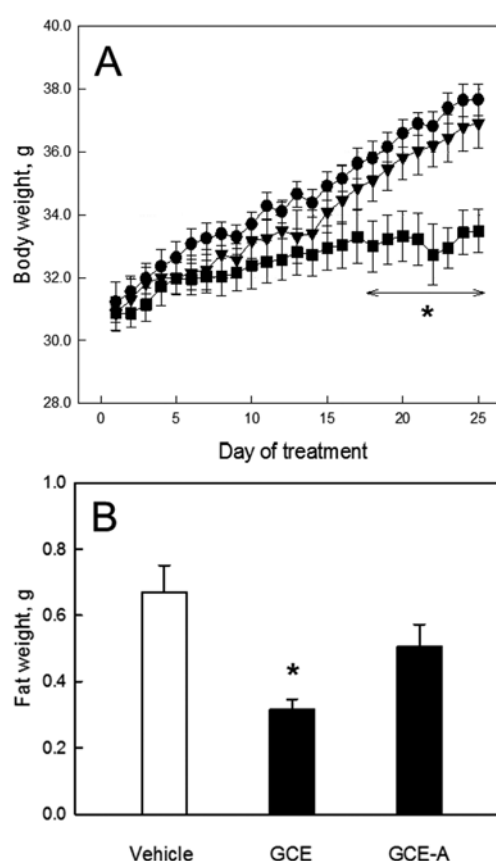 A
Body weight, g
40.0
38.0
36.0
34.0
32.0
30.0
28.0
*
0 5 10 15 20 25
Day of treatment
B
Fat weight, g
1.0
0.8
0.6
0.4
0.2
0.0
*
Vehicle GCE GCE-A